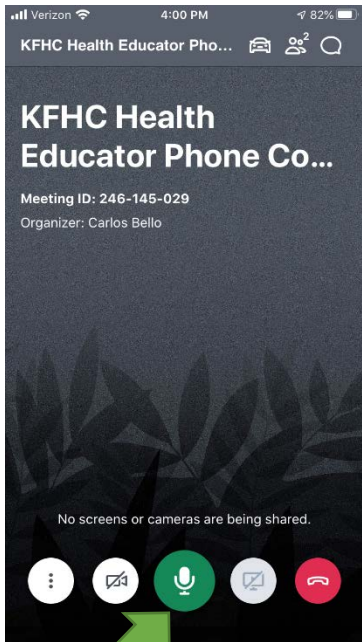 Verizon 4:00 PM 82%
KFHC Health Educator Pho... 2
KFHC Health
Educator Phone Co...
Meeting ID: 246-145-029
Organizer: Carlos Bello
No screens or cameras are being shared.